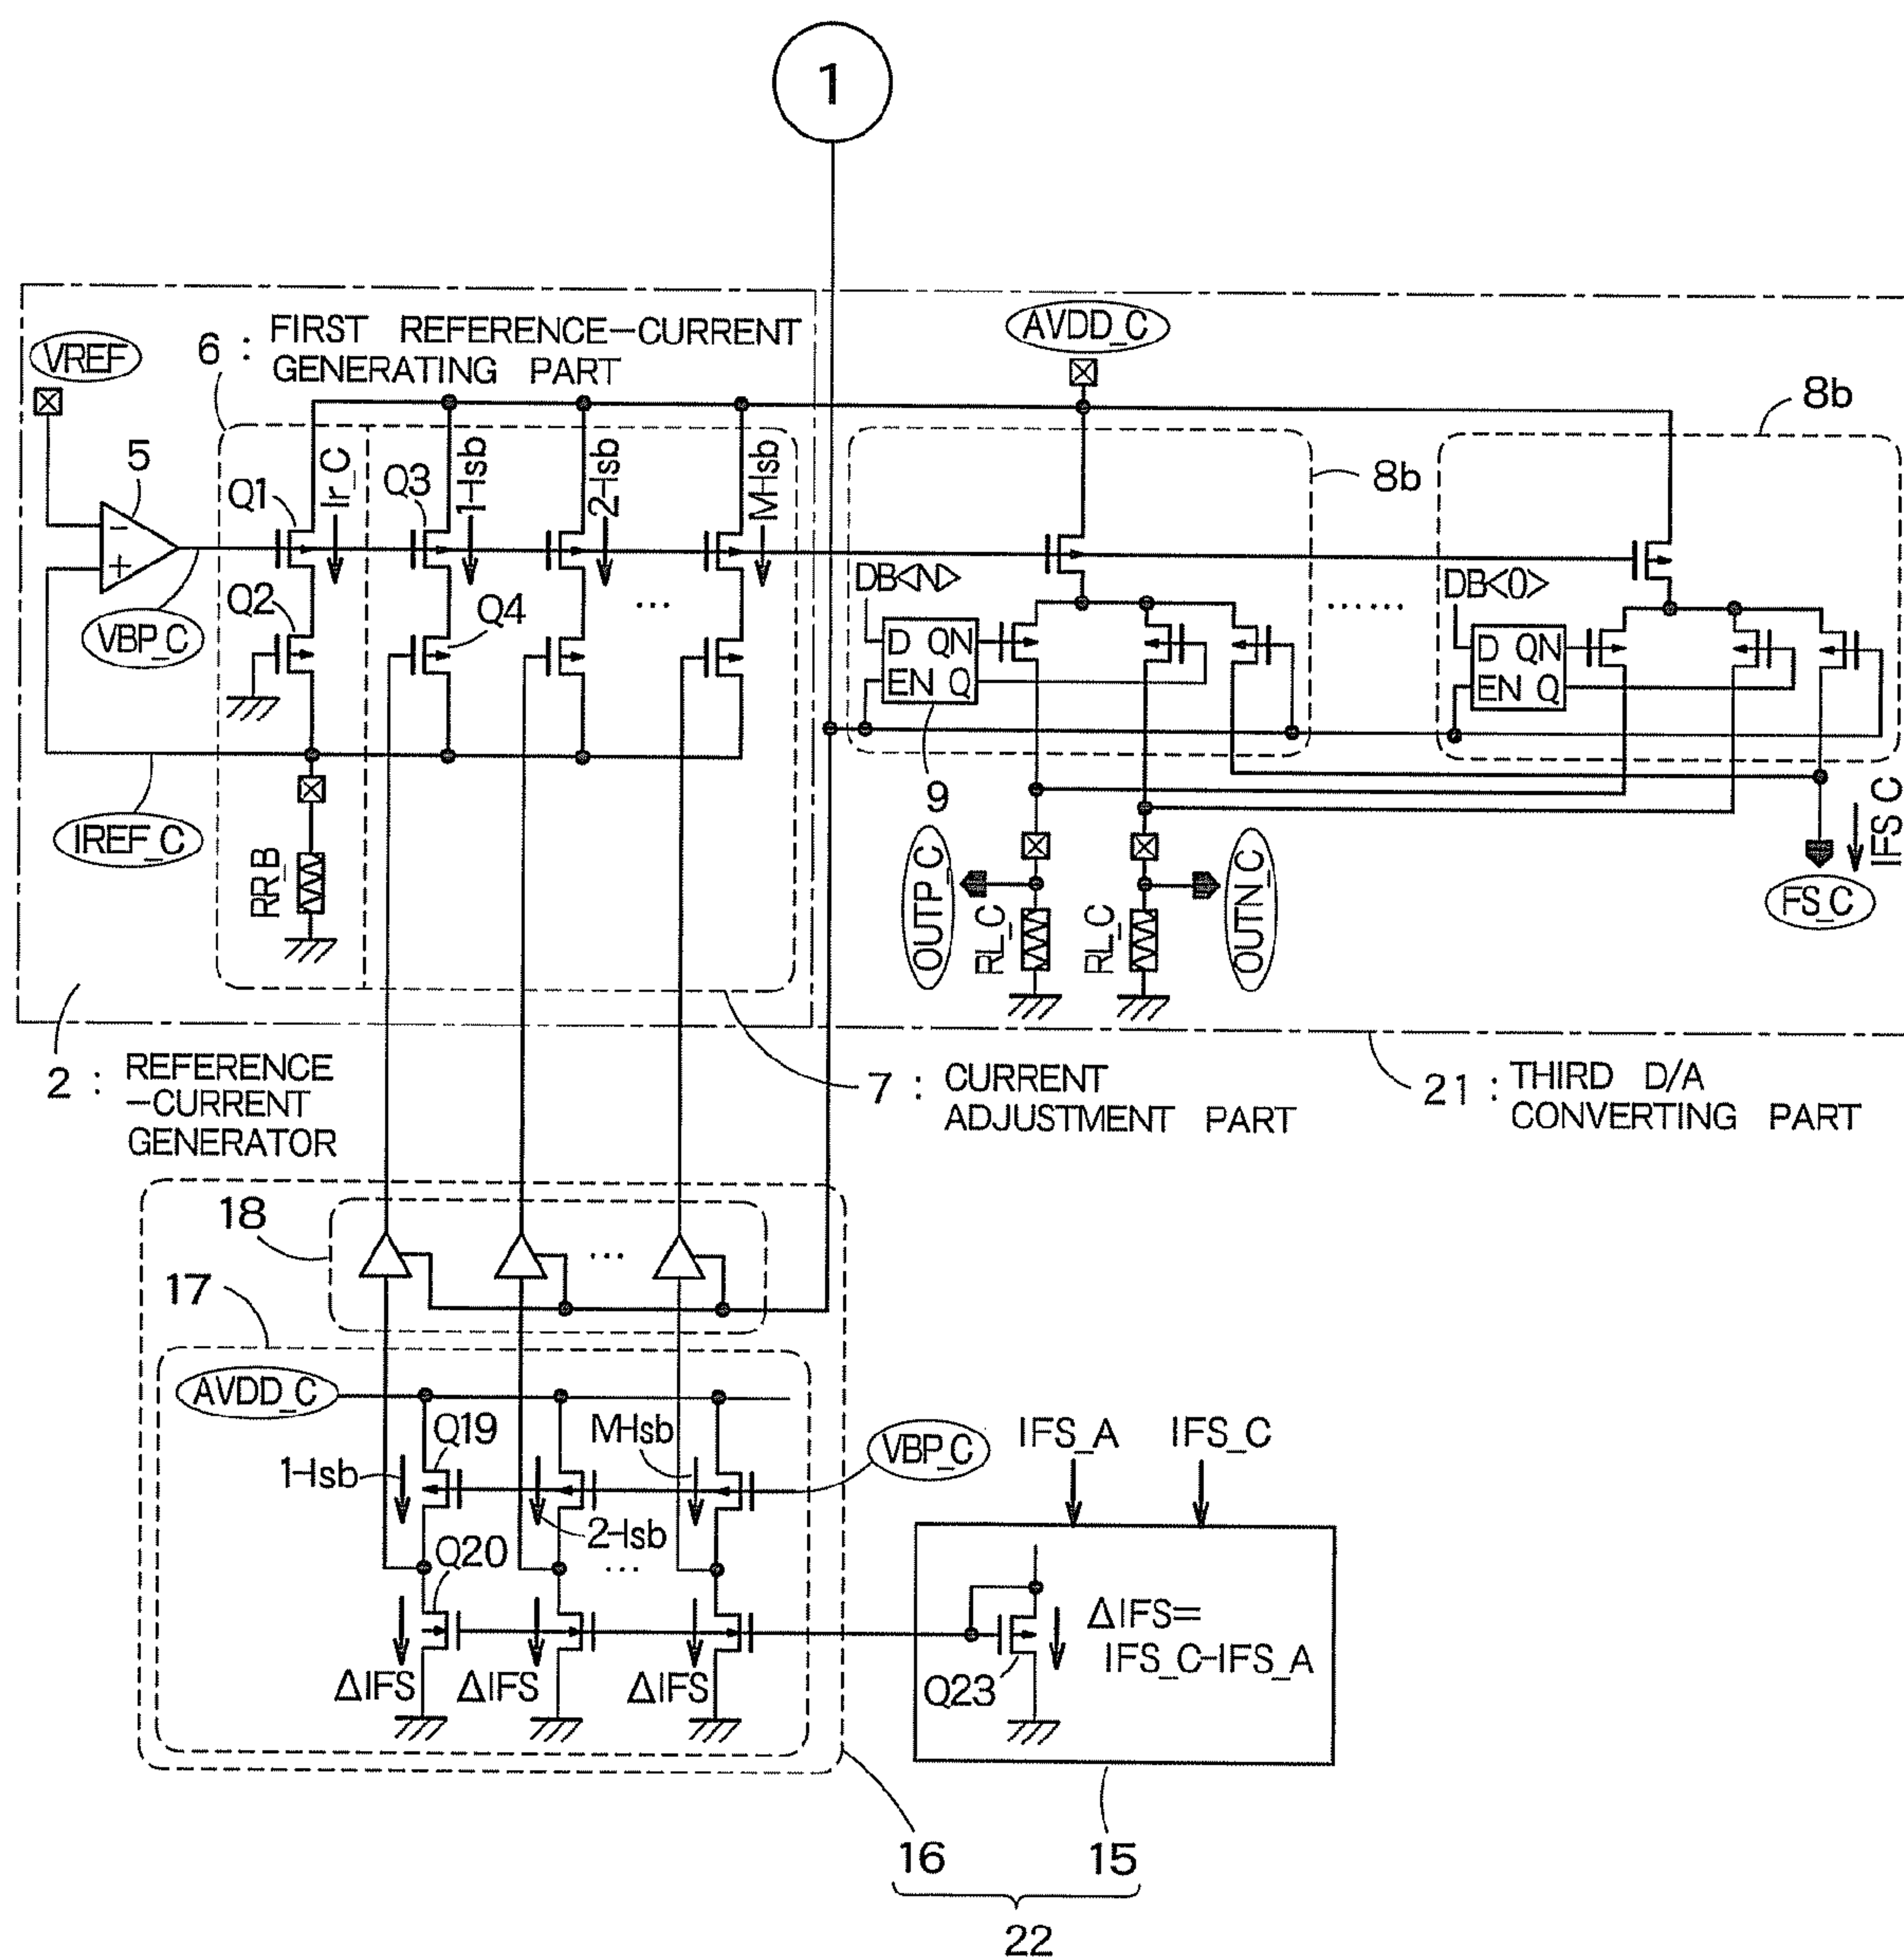 1
6 : FIRST REFERENCE-CURRENT
GENERATING PART
VREF
AVDD_C
8b
8b
5
Q1
Ir_C
Q3
1-Isb
2-Isb
M-Isb
-
+
VBP_C
Q2
Q4
...
DB<N>
D QN
EN Q
9
......
DB<0>
D QN
EN Q
IREF_C
RR_B
OUTP_C
RL_C
RL_C
OUTN_C
IFS C
FS_C
2 : REFERENCE
-CURRENT
GENERATOR
7 : CURRENT
ADJUSTMENT PART
21 : THIRD D/A
CONVERTING PART
18
...
17
AVDD_C
Q19
M-Isb
VBP_C
1-Isb
2-Isb
Q20
...
ΔIFS
ΔIFS
ΔIFS
IFS_A
IFS_C
ΔIFS=
IFS_C-IFS_A
Q23
16
15
22